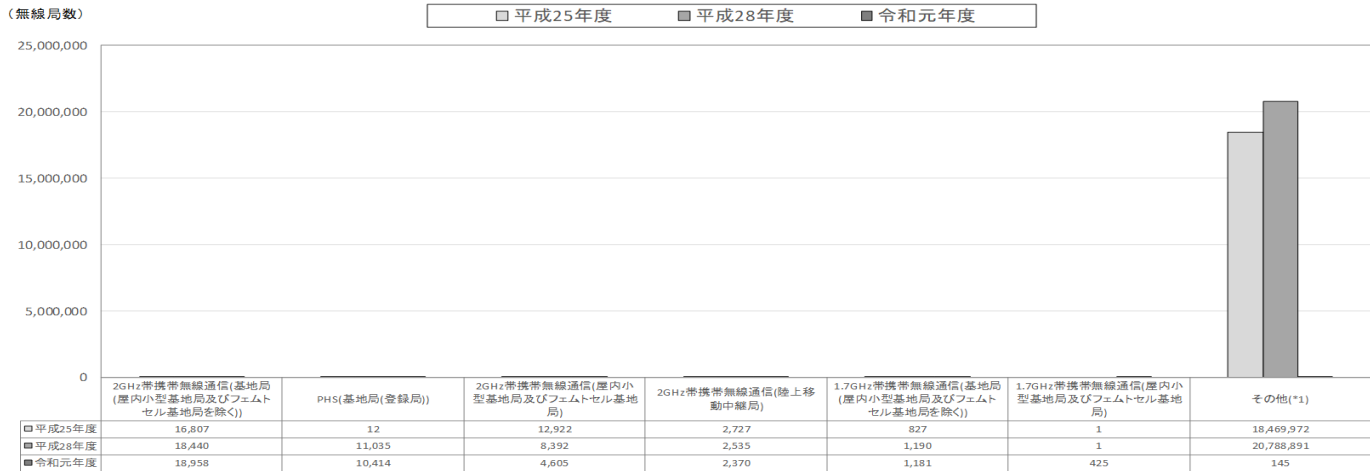 （無線局数）
平成25年度 平成28年度 令和元年度
25,000,000
20,000,000
15,000,000
10,000,000
5,000,000
0
2GHz帯携帯無線通信(基地局
(屋内小型基地局及びフェムト
セル基地局を除く))
PHS(基地局(登録局))
2GHz帯携帯無線通信(屋内小
型基地局及びフェムトセル基地
局)
2GHz帯携帯無線通信(陸上移
動中継局)
1.7GHz帯携帯無線通信(基地局
(屋内小型基地局及びフェムト
セル基地局を除く))
1.7GHz帯携帯無線通信(屋内小
型基地局及びフェムトセル基地
局)
その他(*1)
平成25年度 16,807 12 12,922 2,727 827 1 18,469,972
平成28年度 18,440 11,035 8,392 2,535 1,190 1 20,788,891
令和元年度 18,958 10,414 4,605 2,370 1,181 425 145